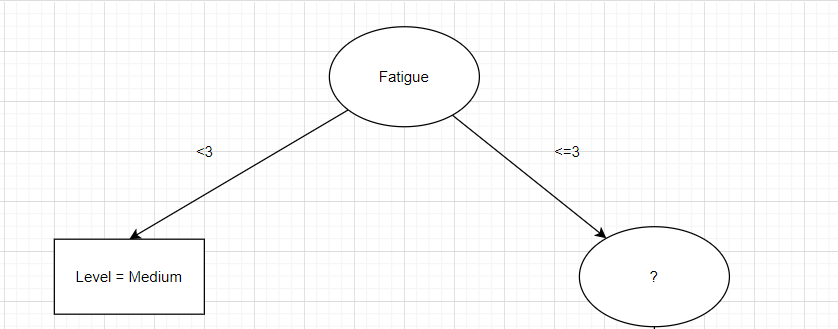 Fatigue
<3
<=3
Level = Medium
?